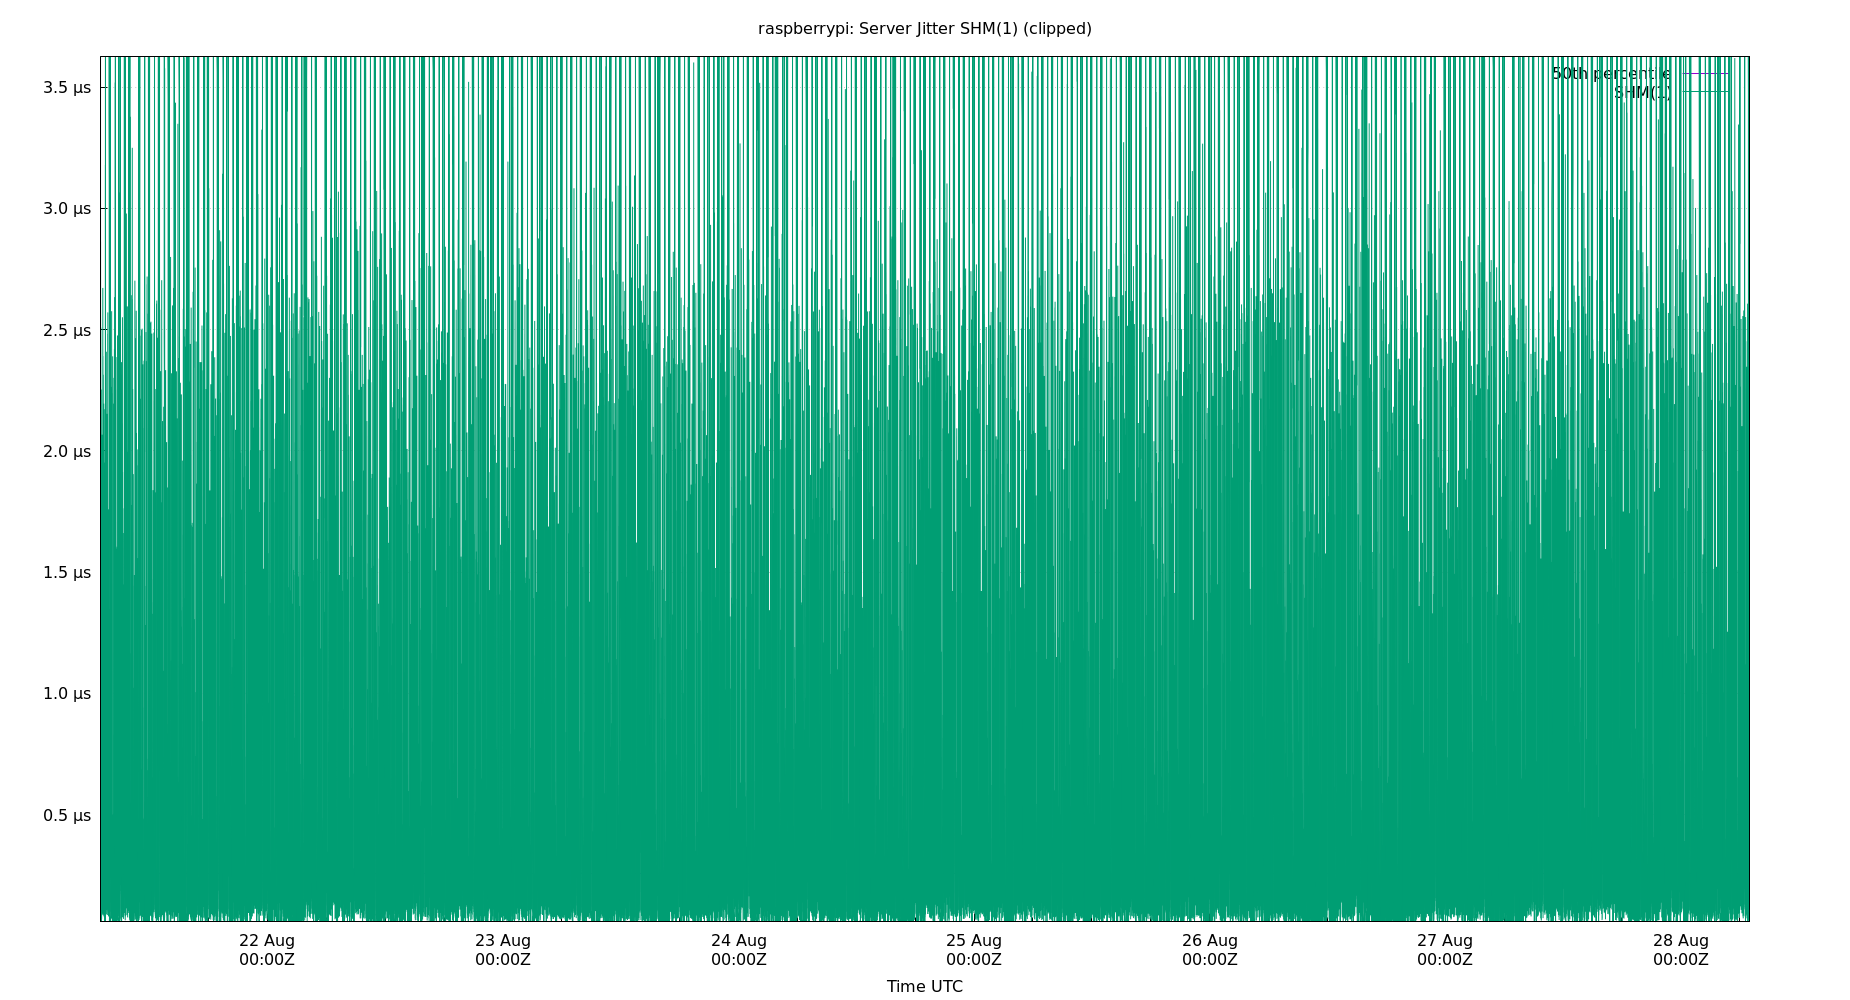 raspberrypi: Server Jitter SHM(1) (clipped)
50th percentile
SHM(1)
3.5 µs
3.0 µs
2.5 µs
2.0 µs
1.5 µs
1.0 µs
0.5 µs
22 Aug 23 Aug 24 Aug 25 Aug 26 Aug 27 Aug 28 Aug
00:00Z 00:00Z 00:00Z 00:00Z 00:00Z 00:00Z 00:00Z
Time UTC